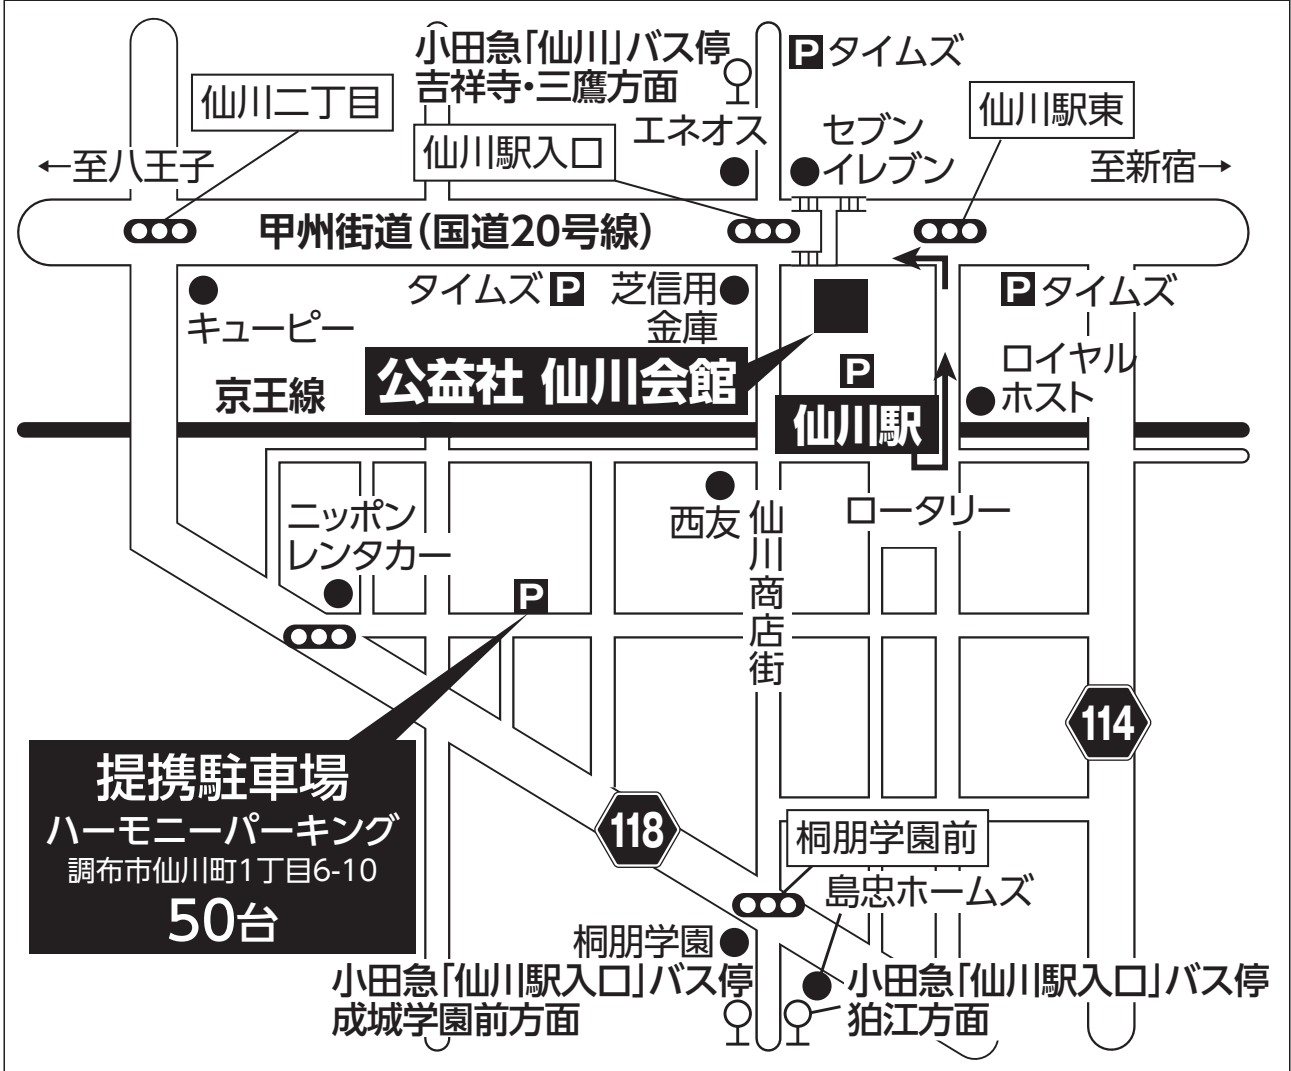 小田急「仙川」バス停
吉祥寺・三鷹方面
P タイムズ
仙川二丁目
仙川駅入口
エネオス
セブン
イレブン
仙川駅東
←至八王子
至新宿→
甲州街道(国道20号線)
キューピー
タイムズ P
芝信用
金庫
P タイムズ
京王線
公益社 仙川会館
P
ロイヤル
ホスト
仙川駅
西友
ロータリー
ニッポン
レンタカー
仙川商店街
P
114
提携駐車場
ハーモニーパーキング
調布市仙川町1丁目6-10
50台
118
桐朋学園前
島忠ホームズ
桐朋学園
小田急「仙川駅入口」バス停
成城学園前方面
小田急「仙川駅入口」バス停
狛江方面